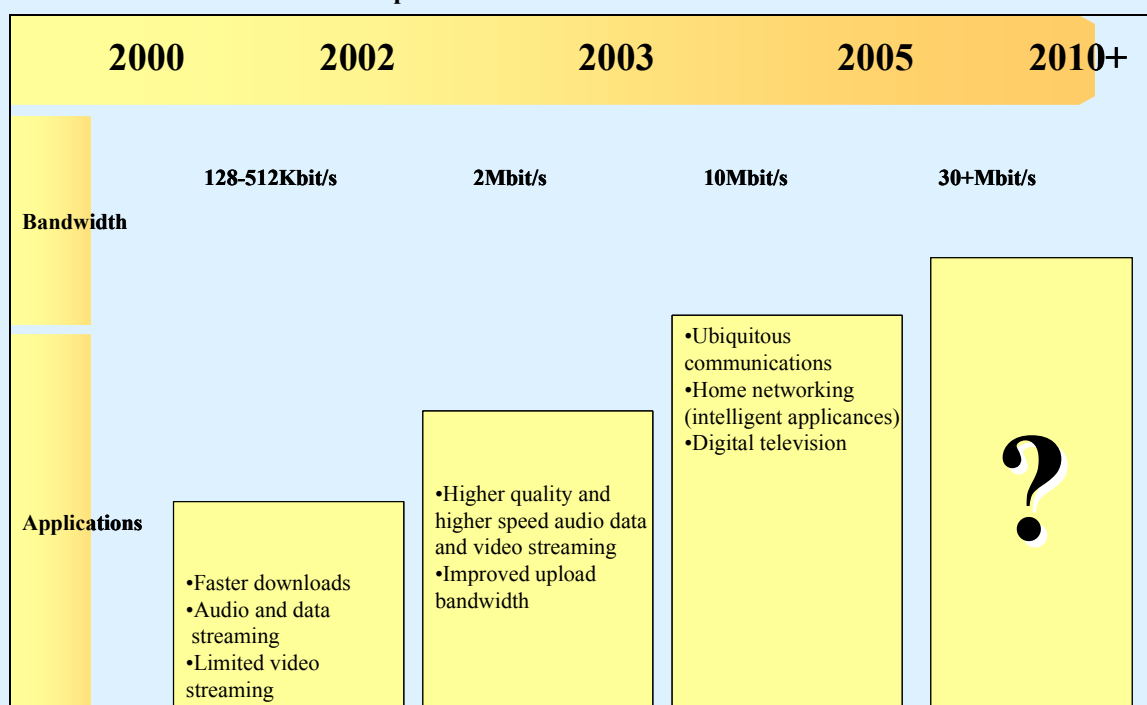 2000 2002 2003 2005 2010+
128-512Kbit/s 2Mbit/s 10Mbit/s 30+Mbit/s
Bandwidth
Applications
•Faster downloads
•Audio and data
streaming
•Limited video
streaming
•Higher quality and
higher speed audio data
and video streaming
•Improved upload
bandwidth
•Ubiquitous
communications
•Home networking
(intelligent applicances)
•Digital television
?